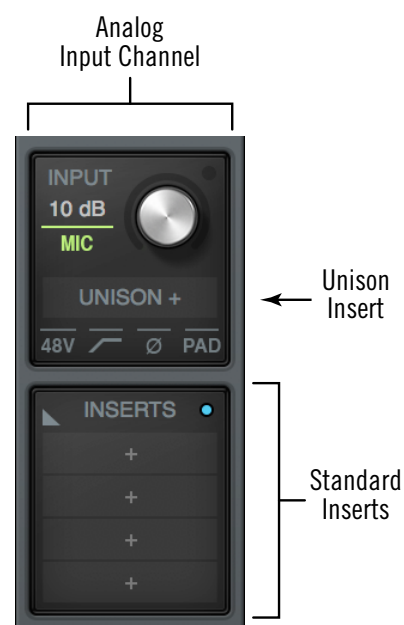 Analog
Input Channel
INPUT
10 dB
MIC
UNISON +
Unison
Insert
48V Ø PAD
INSERTS
+
+
+
+
Standard
Inserts